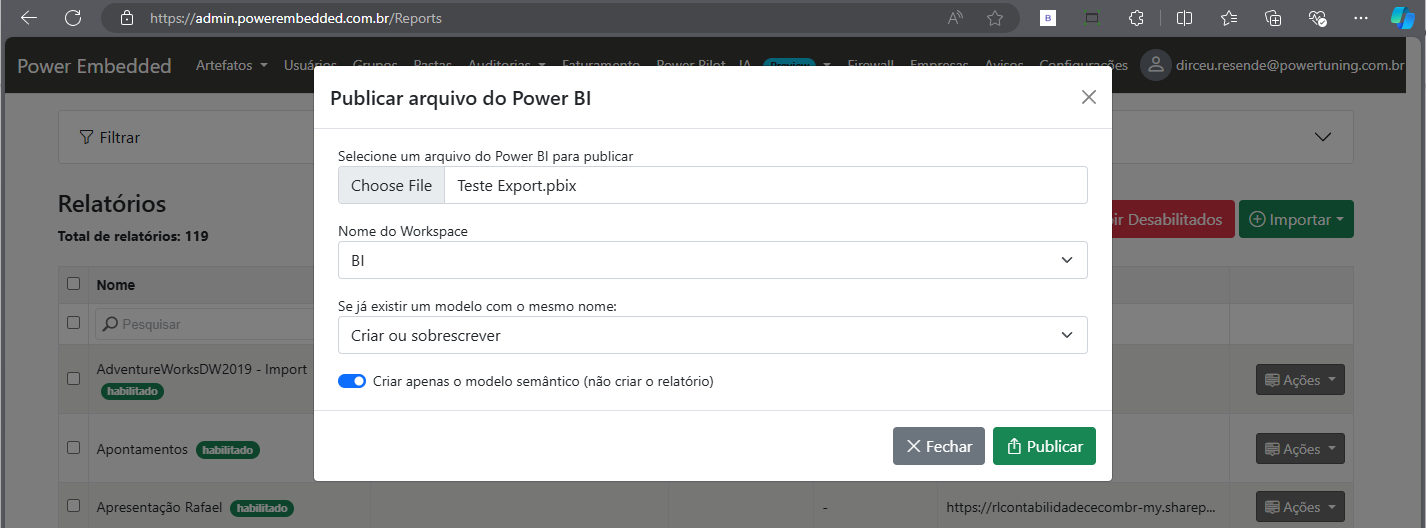 https://admin.powerembedded.com.br/Reports
Power Embedded Artefatos Usuários Grupos Pastas Auditorias Faturamento Power Pilot - IA Preview Firewall Empresas Avisos Configurações dirceu.resende@powertuning.com.br
Publicar arquivo do Power BI
Filtrar
Selecione um arquivo do Power BI para publicar
Choose File Teste Export.pbix
Relatórios
Desabilitados Importar
Total de relatórios: 119
Nome do Workspace
BI
Nome
Se já existir um modelo com o mesmo nome:
Pesquisar
Criar ou sobrescrever
AdventureWorksDW2019 - Import
habilitado
Ações
Criar apenas o modelo semântico (não criar o relatório)
Fechar Publicar
Apontamentos habilitado Ações
Apresentação Rafael habilitado - https://rlcontabilidadececombr-my.sharep... Ações